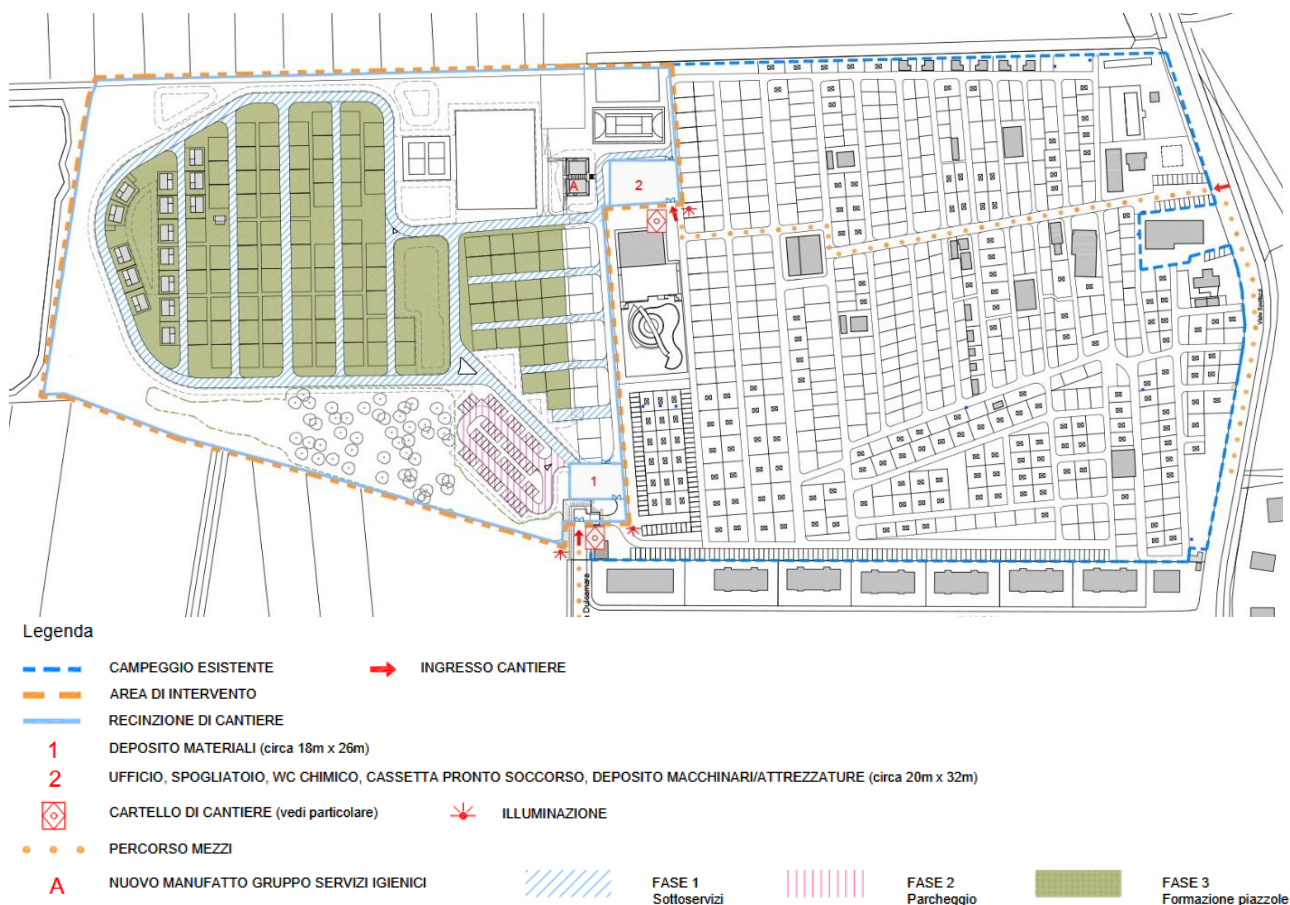 A
2
1
Dulcamare
Legenda
CAMPEGGIO ESISTENTE
INGRESSO CANTIERE
AREA DI INTERVENTO
RECINZIONE DI CANTIERE
1 DEPOSITO MATERIALI (circa 18m x 26m)
2 UFFICIO, SPOGLIATOIO, WC CHIMICO, CASSETTA PRONTO SOCCORSO, DEPOSITO MACCHINARI/ATTREZZATURE (circa 20m x 32m)
CARTELLO DI CANTIERE (vedi particolare)
ILLUMINAZIONE
PERCORSO MEZZI
A NUOVO MANUFATTO GRUPPO SERVIZI IGIENICI
FASE 1
Sottoservizi
FASE 2
Parcheggio
FASE 3
Formazione piazzole